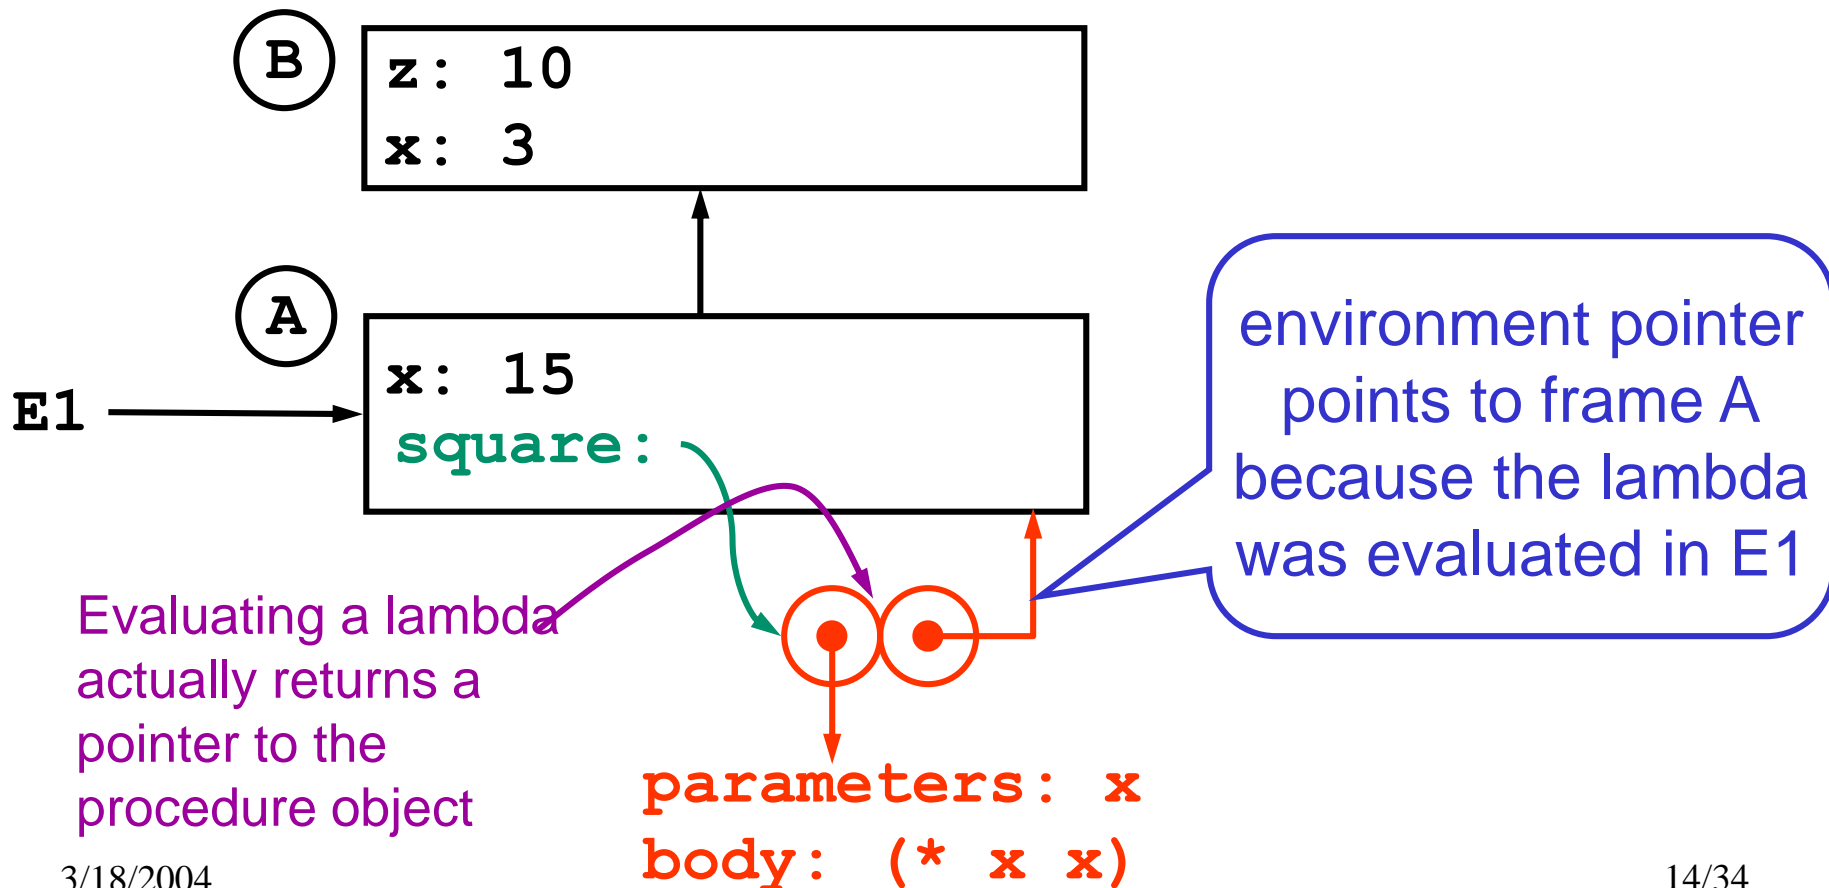 B
z: 10
x: 3
A
x: 15
E1
square:
environment pointer
points to frame A
because the lambda
was evaluated in E1
Evaluating a lambda
actually returns a
pointer to the
procedure object
parameters: x
body: (* x x)
3/18/2004
14/34